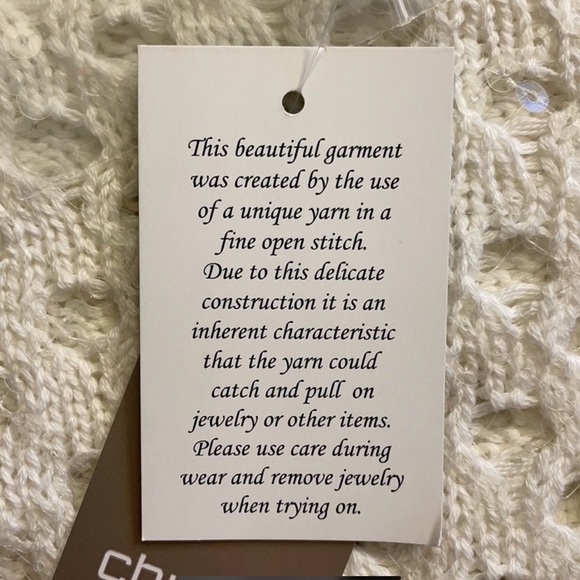 This beautiful garment
was created by the use
of a unique yarn in a
fine open stitch.
Due to this delicate
construction it is an
inherent characteristic
that the yarn could
catch and pull on
jewelry or other items.
Please use care during
wear and remove jewelry
when trying on.